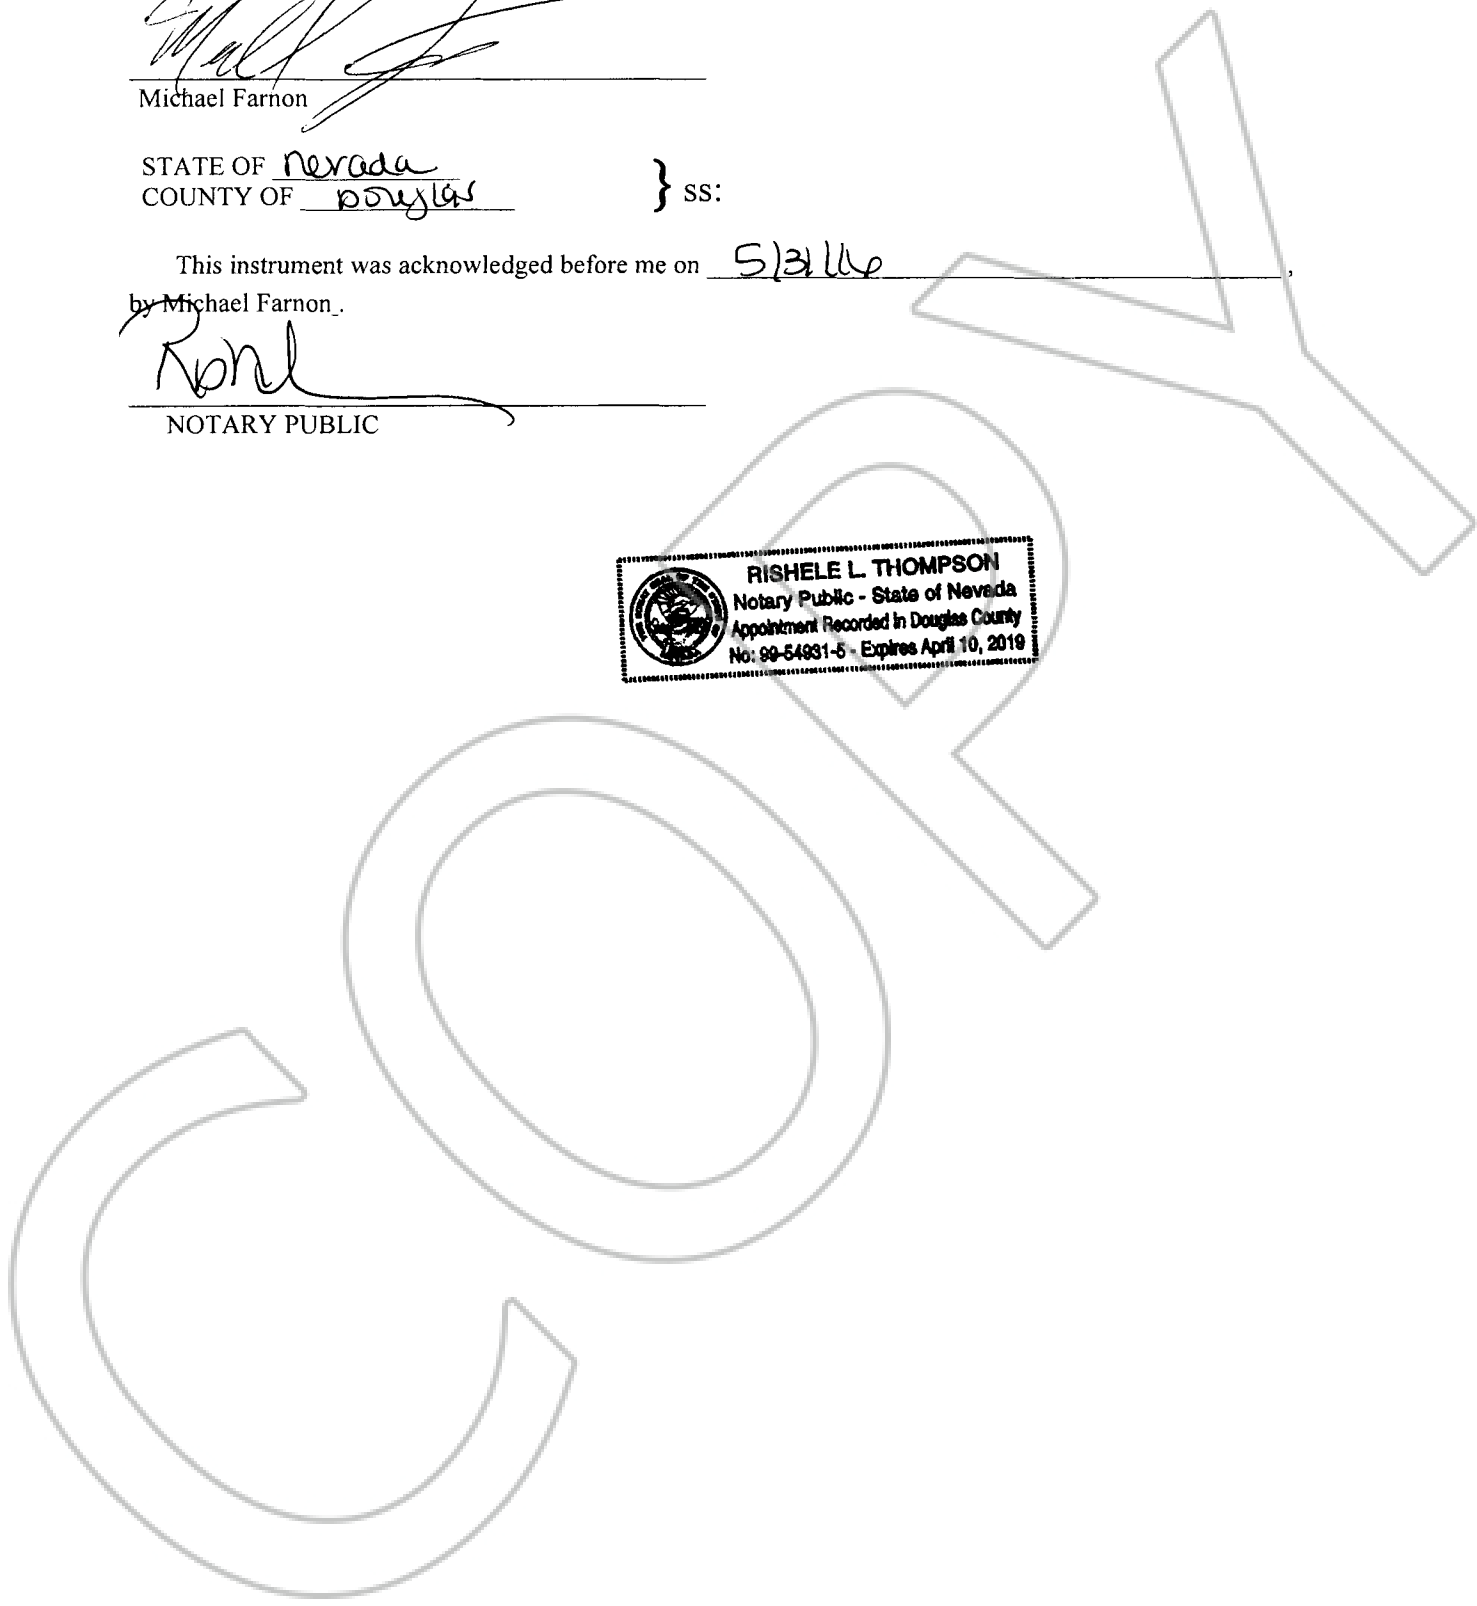 Michael Farnon
STATE OF Nevada
COUNTY OF Douglas
} ss:
This instrument was acknowledged before me on 5/31/16,
by Michael Farnon .
NOTARY PUBLIC
RISHELE L. THOMPSON
Notary Public - State of Nevada
Appointment Recorded in Douglas County
No: 99-54931-5 - Expires April 10, 2019
COPY